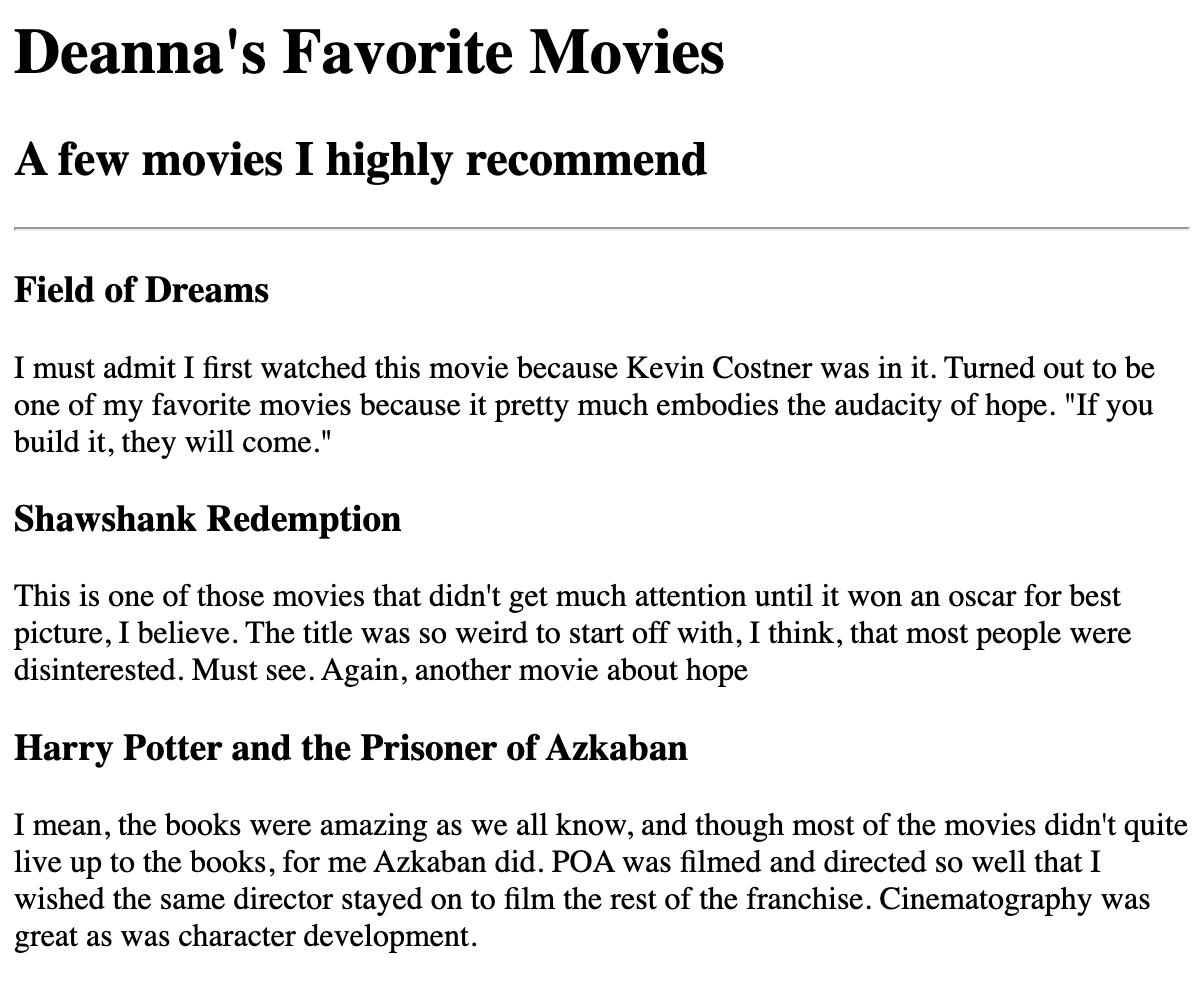 Deanna's Favorite Movies
A few movies I highly recommend
Field of Dreams
I must admit I first watched this movie because Kevin Costner was in it. Turned out to be
one of my favorite movies because it pretty much embodies the audacity of hope. "If you
build it, they will come."
Shawshank Redemption
This is one of those movies that didn't get much attention until it won an oscar for best
picture, I believe. The title was so weird to start off with, I think, that most people were
disinterested. Must see. Again, another movie about hope
Harry Potter and the Prisoner of Azkaban
I mean, the books were amazing as we all know, and though most of the movies didn't quite
live up to the books, for me Azkaban did. POA was filmed and directed so well that I
wished the same director stayed on to film the rest of the franchise. Cinematography was
great as was character development.